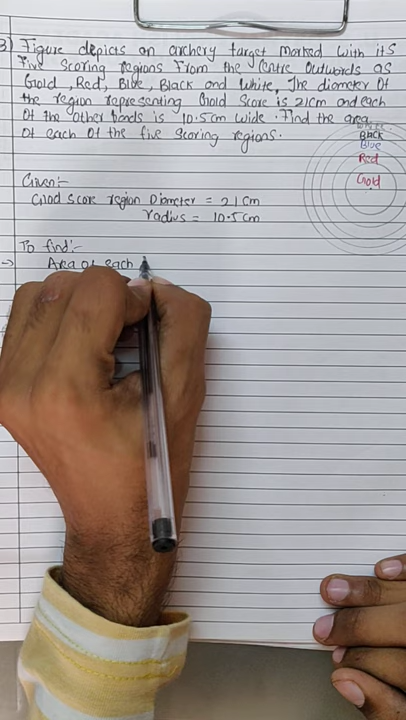 3) Figure depicts an archery target marked with its
Five Scoring regions From the Centre Outwords as
Gold, Red, Blue, Black and White, The diameter Of
the region representing Gold Score is 21cm and each
Of the other bands is 10.5cm wide. Find the area
Of each Of the five Scoring regions.
WHITE
Black
Blue
Red
Gold
Given:-
Glod Score region Diameter = 21 Cm
radius = 10.5 Cm
To find:-
→ Area of each